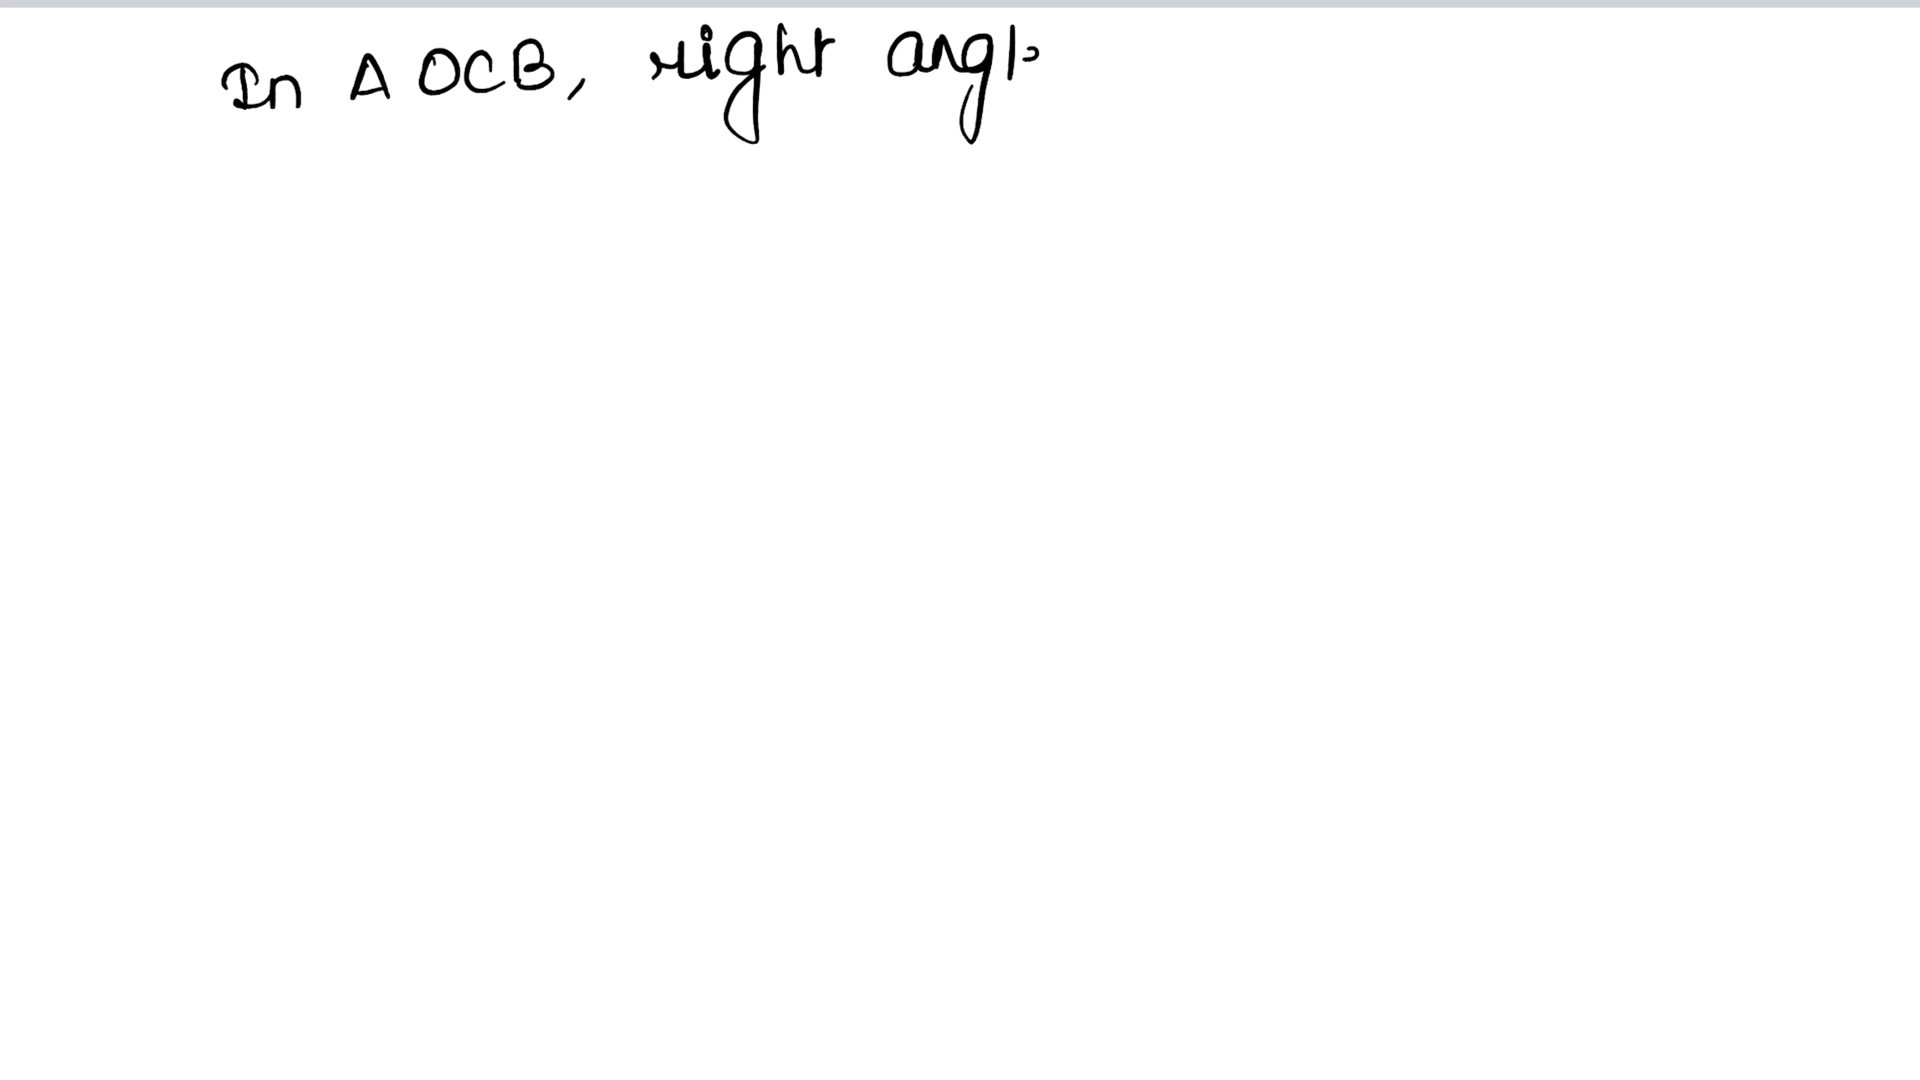 In Δ OCB, right angl